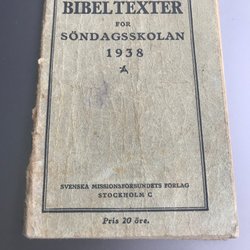 BIBELTEXTER
FÖR
SÖNDAGSSKOLAN
1938
SVENSKA MISSIONSFÖRBUNDETS FÖRLAG
STOCKHOLM C
Pris 20 öre.